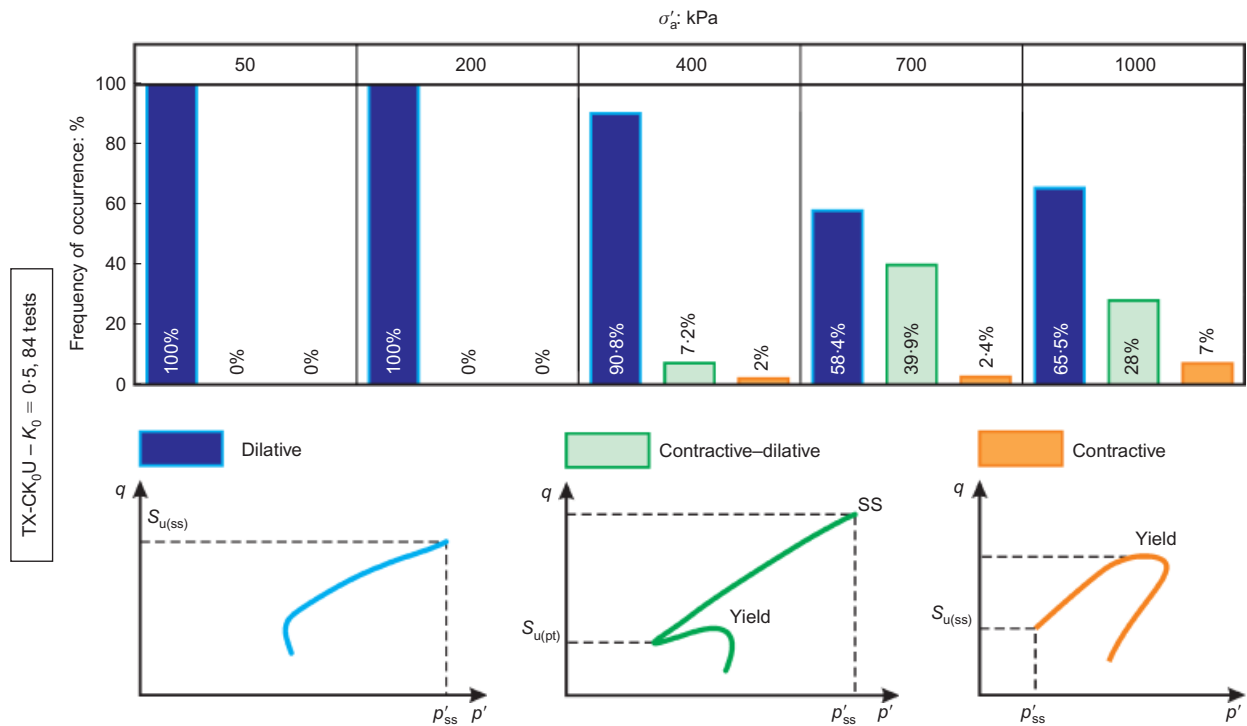 σ′a: kPa
50 200 400 700 1000
Frequency of occurrence: %
100
80
60
40
20
0
100% 0% 0% 100% 0% 0% 90·8% 7·2% 2% 58·4% 39·9% 2·4% 65·5% 28% 7%
TX-CK0U – K0 = 0·5, 84 tests
Dilative Contractive–dilative Contractive
q
Su(ss)
p′ss p′
q
SS
Yield
Su(pt)
p′ss p′
q
Yield
Su(ss)
p′ss p′